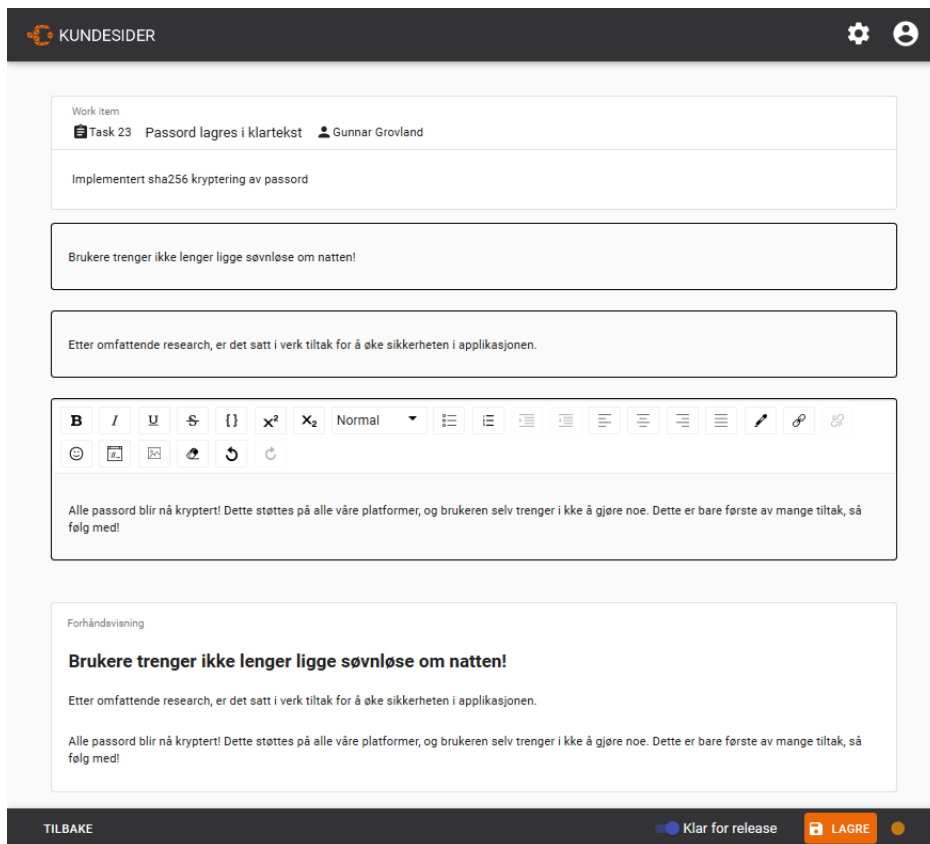 KUNDESIDER
Work item
Task 23 Passord lagres i klartekst Gunnar Grovland
Implementert sha256 kryptering av passord
Brukere trenger ikke lenger ligge søvnløse om natten!
Etter omfattende research, er det satt i verk tiltak for å øke sikkerheten i applikasjonen.
B I U S {} X² X₂ Normal
Alle passord blir nå kryptert! Dette støttes på alle våre platformer, og brukeren selv trenger i kke å gjøre noe. Dette er bare første av mange tiltak, så
følg med!
Forhåndsvisning
Brukere trenger ikke lenger ligge søvnløse om natten!
Etter omfattende research, er det satt i verk tiltak for å øke sikkerheten i applikasjonen.
Alle passord blir nå kryptert! Dette støttes på alle våre platformer, og brukeren selv trenger i kke å gjøre noe. Dette er bare første av mange tiltak, så
følg med!
TILBAKE Klar for release LAGRE